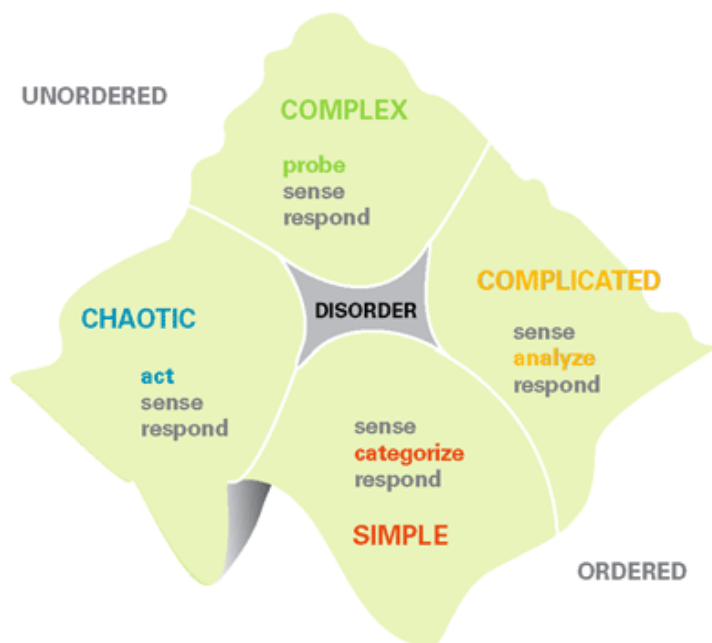 UNORDERED
COMPLEX
probe
sense
respond
COMPLICATED
sense
analyze
respond
DISORDER
CHAOTIC
act
sense
respond
sense
categorize
respond
SIMPLE
ORDERED